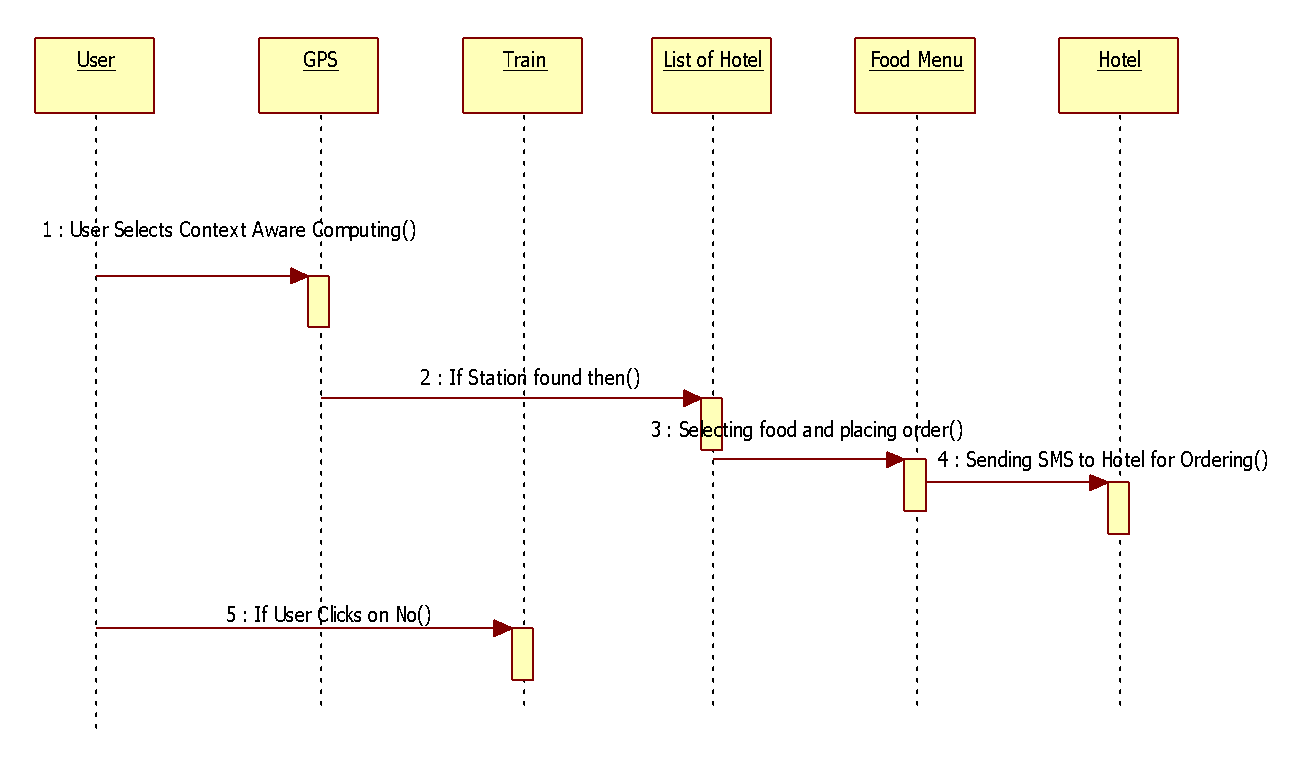 User
GPS
Train
List of Hotel
Food Menu
Hotel
1 : User Selects Context Aware Computing()
2 : If Station found then()
3 : Selecting food and placing order()
4 : Sending SMS to Hotel for Ordering()
5 : If User Clicks on No()